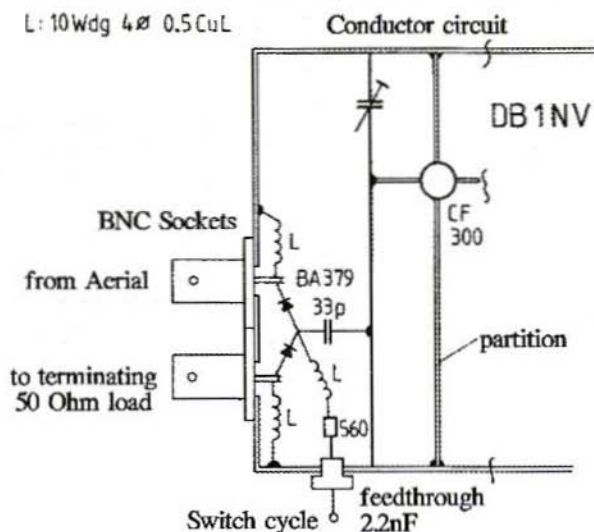 L: 10Wdg 4ø 0.5CuL
Conductor circuit
DB1NV
BNC Sockets
L
CF
300
from Aerial
BA379
33p
partition
to terminating
50 Ohm load
L
L
560
feedthrough
2.2nF
Switch cycle